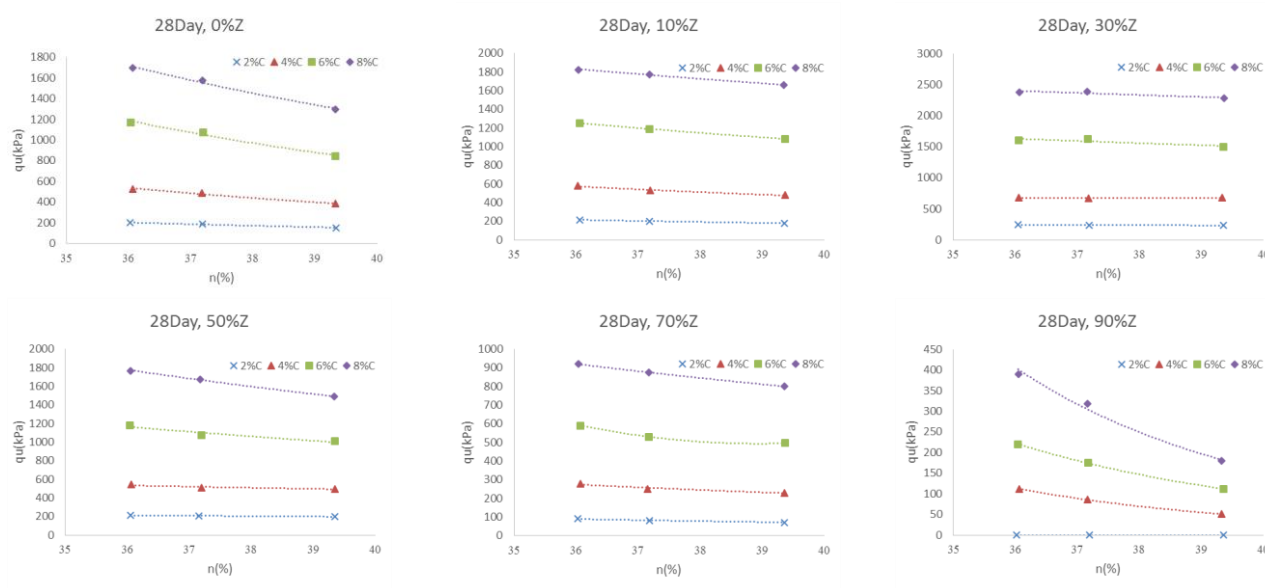 28Day, 0%Z
2%C 4%C 6%C 8%C
1800
1600
1400
1200
1000
800
600
400
200
0
qu(kPa)
35 36 37 38 39 40
n(%)
28Day, 10%Z
2%C 4%C 6%C 8%C
2000
1800
1600
1400
1200
1000
800
600
400
200
0
qu(kPa)
35 36 37 38 39 40
n(%)
28Day, 30%Z
2%C 4%C 6%C 8%C
3000
2500
2000
1500
1000
500
0
qu(kPa)
35 36 37 38 39 40
n(%)
28Day, 50%Z
2%C 4%C 6%C 8%C
2000
1800
1600
1400
1200
1000
800
600
400
200
0
qu(kPa)
35 36 37 38 39 40
n(%)
28Day, 70%Z
2%C 4%C 6%C 8%C
1000
900
800
700
600
500
400
300
200
100
0
qu(kPa)
35 36 37 38 39 40
n(%)
28Day, 90%Z
2%C 4%C 6%C 8%C
450
400
350
300
250
200
150
100
50
0
qu(kPa)
35 36 37 38 39 40
n(%)